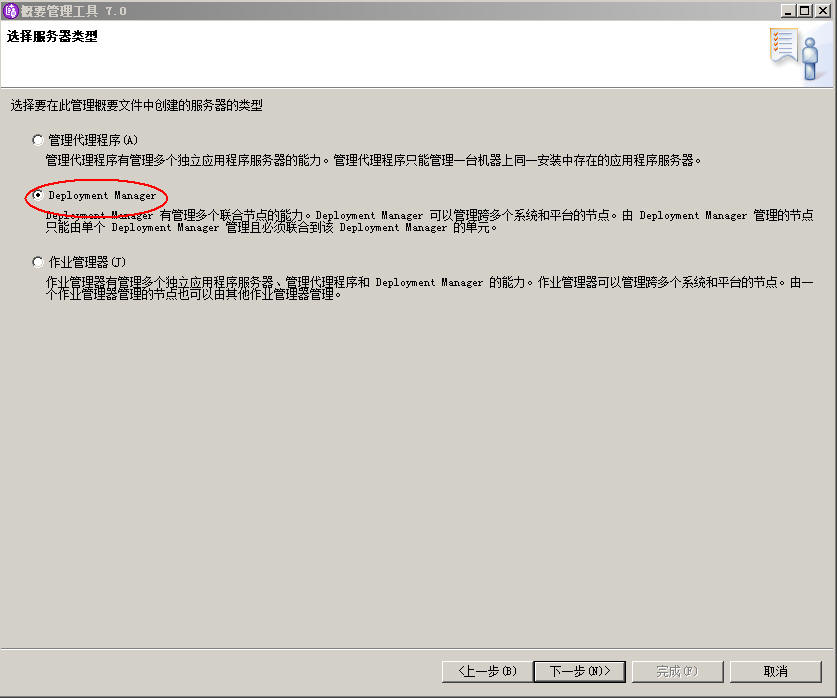 概要管理工具 7.0
选择服务器类型
选择要在此管理概要文件中创建的服务器的类型
管理代理程序(A)
管理代理程序有管理多个独立应用程序服务器的能力。管理代理程序只能管理一台机器上同一安装中存在的应用程序服务器。
Deployment Manager
Deployment Manager 有管理多个联合节点的能力。Deployment Manager 可以管理跨多个系统和平台的节点。由 Deployment Manager 管理的节点
只能由单个 Deployment Manager 管理且必须联合到该 Deployment Manager 的单元。
作业管理器(J)
作业管理器有管理多个独立应用程序服务器、管理代理程序和 Deployment Manager 的能力。作业管理器可以管理跨多个系统和平台的节点。由一
个作业管理器管理的节点也可以由其他作业管理器管理。
<上一步(B) 下一步(N)> 完成(F) 取消